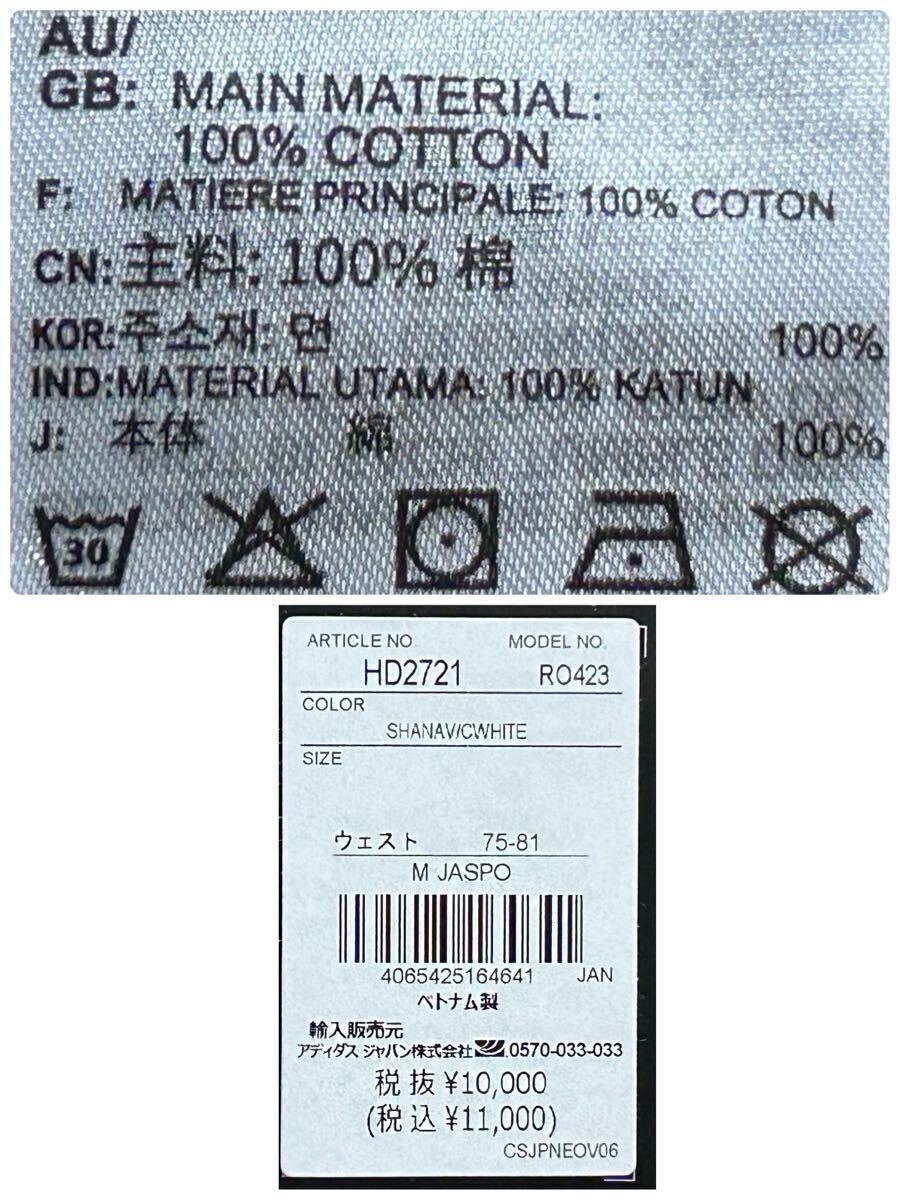 AU/
GB: MAIN MATERIAL:
100% COTTON
F: MATIERE PRINCIPALE: 100% COTON
CN: 主料: 100% 棉
KOR: 주소재: 면 100%
IND: MATERIAL UTAMA: 100% KATUN
J: 本体 綿 100%
30
ARTICLE NO MODEL NO.
HD2721 RO423
COLOR
SHANAV/CWHITE
SIZE
ウェスト 75-81
M JASPO
4065425164641 JAN
ベトナム製
輸入販売元
アディダス ジャパン株式会社 0570-033-033
税抜 ¥10,000
(税込 ¥11,000)
CSJPNEOV06